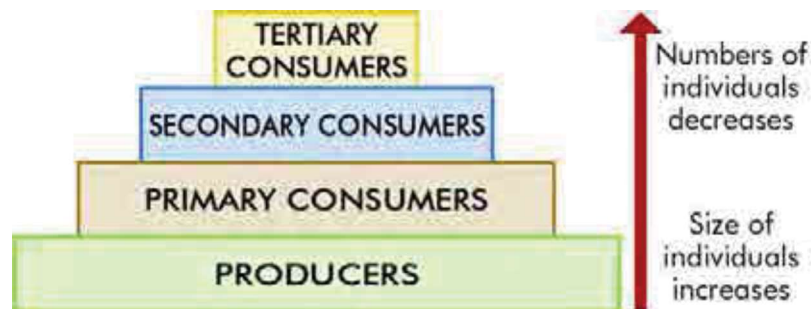 TERTIARY
CONSUMERS
SECONDARY CONSUMERS
PRIMARY CONSUMERS
PRODUCERS
Numbers of
individuals
decreases
Size of
individuals
increases